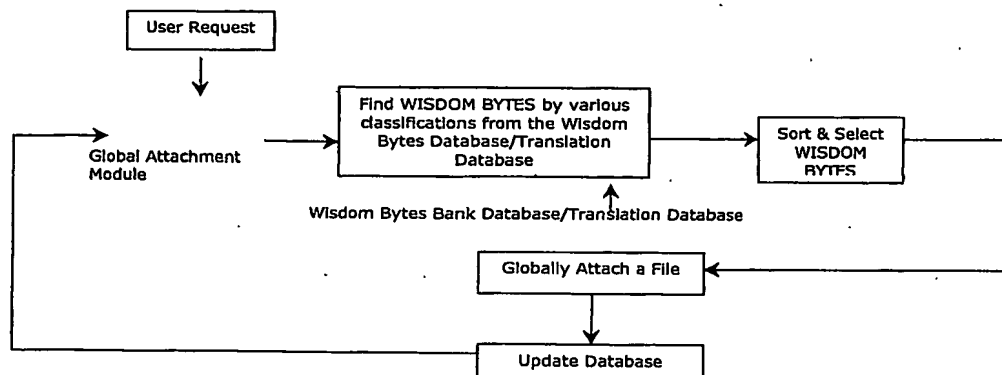 User Request
Find WISDOM BYTES by various
classifications from the Wisdom
Bytes Database/Translation
Database
Sort & Select
WISDOM
BYTES
Global Attachment
Module
Wisdom Bytes Bank Database/Translation Database
Globally Attach a File
Update Database